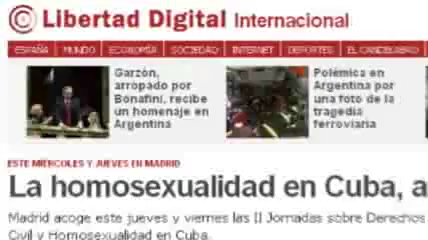 Libertad Digital Internacional
ESPAÑA MUNDO ECONOMÍA SOCIEDAD INTERNET DEPORTES EL CANDELABRO
Garzón,
arropado por
Bonafini, recibe
un homenaje en
Argentina
Polémica en
Argentina por
una foto de la
tragedia
ferroviaria
ESTE MIÉRCOLES Y JUEVES EN MADRID
La homosexualidad en Cuba, a
Madrid acoge este jueves y viernes las II Jornadas sobre Derechos
Civil y Homosexualidad en Cuba.